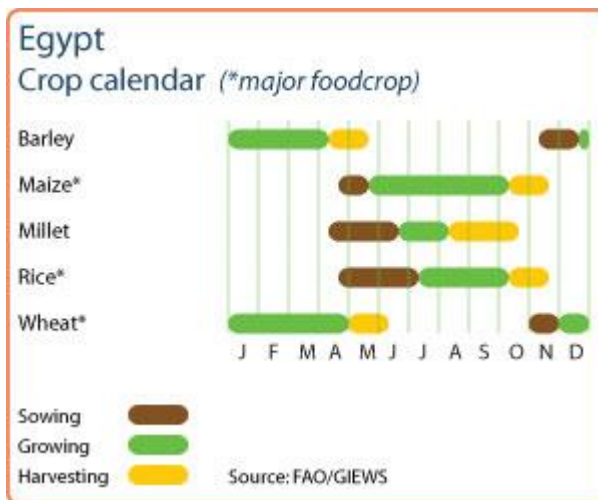 Egypt
Crop calendar (*major foodcrop)
Barley
Maize*
Millet
Rice*
Wheat*
J F M A M J J A S O N D
Sowing
Growing
Harvesting Source: FAO/GIEWS